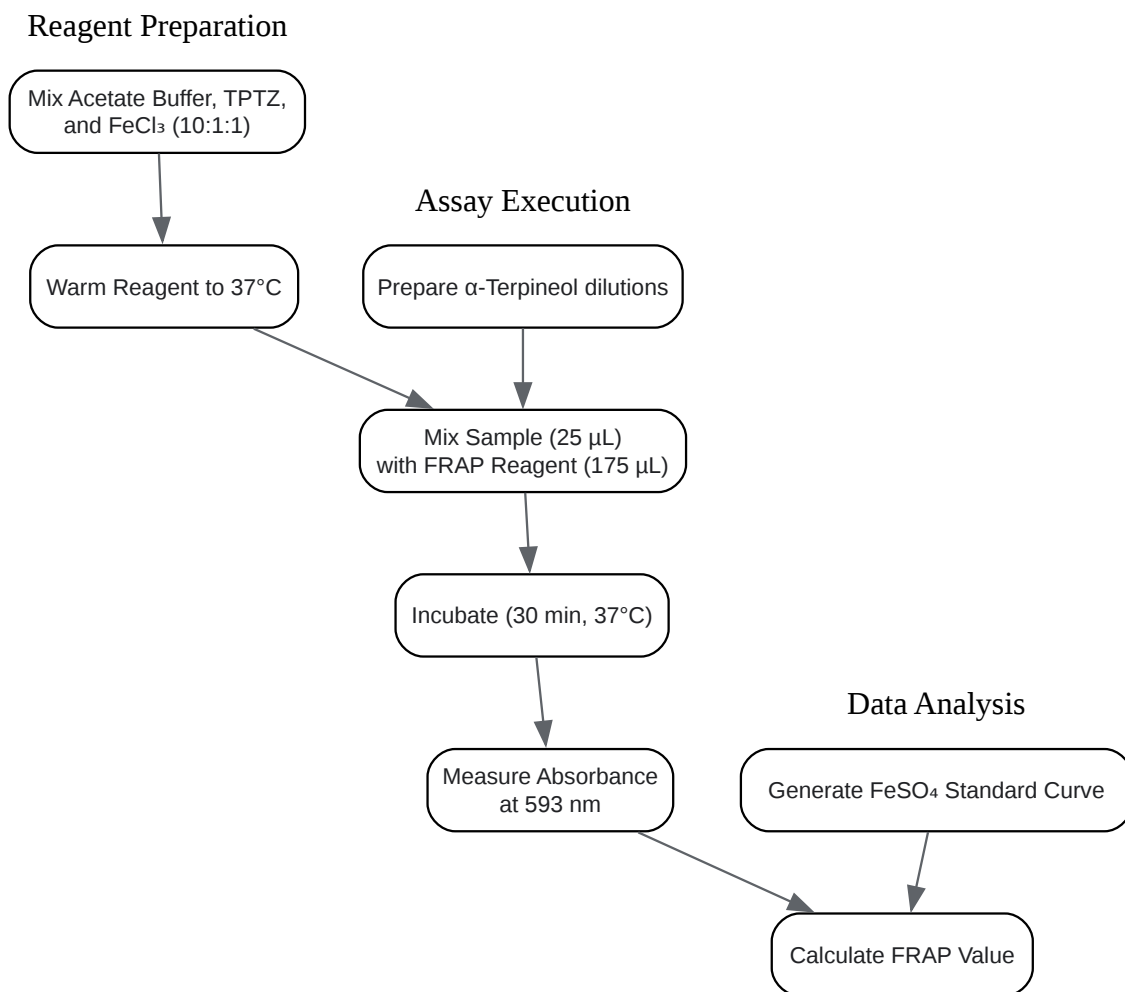 Reagent Preparation
Mix Acetate Buffer, TPTZ,
and FeCl₃ (10:1:1)
Assay Execution
Warm Reagent to 37°C
Prepare α-Terpineol dilutions
Mix Sample (25 µL)
with FRAP Reagent (175 µL)
Incubate (30 min, 37°C)
Data Analysis
Measure Absorbance
at 593 nm
Generate FeSO₄ Standard Curve
Calculate FRAP Value